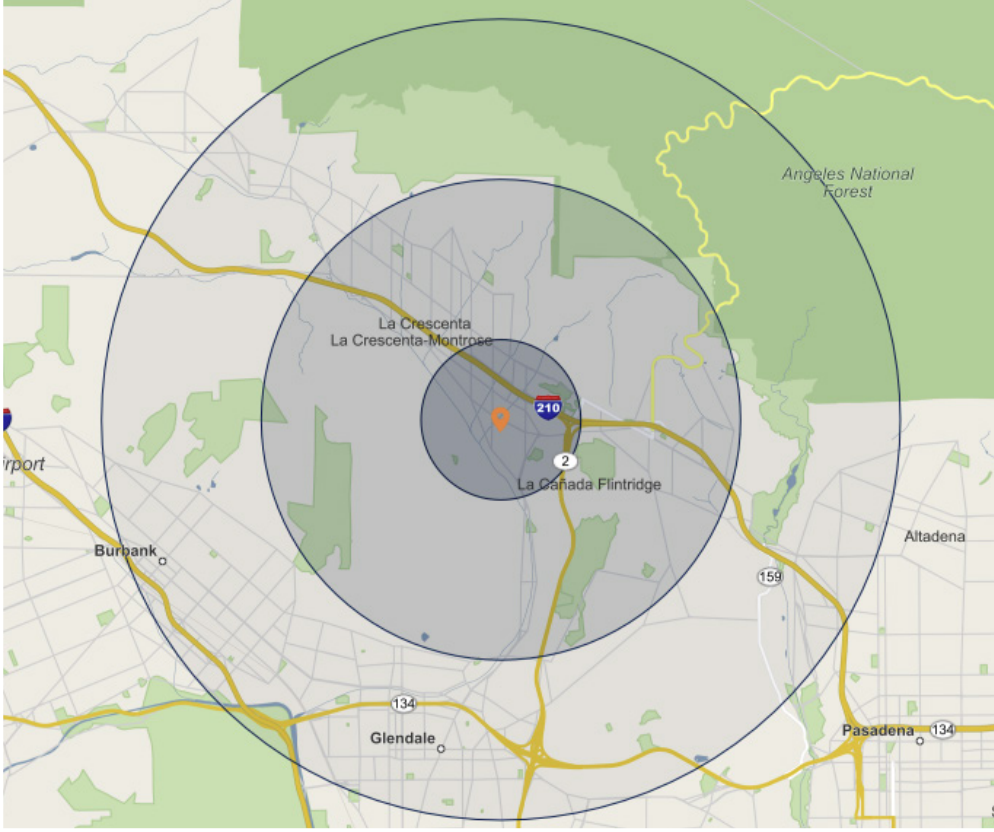 Angeles National
Forest
La Crescenta
La Crescenta-Montrose
210
2
La Cañada Flintridge
irport
Altadena
Burbank
159
134
Glendale
Pasadena
134